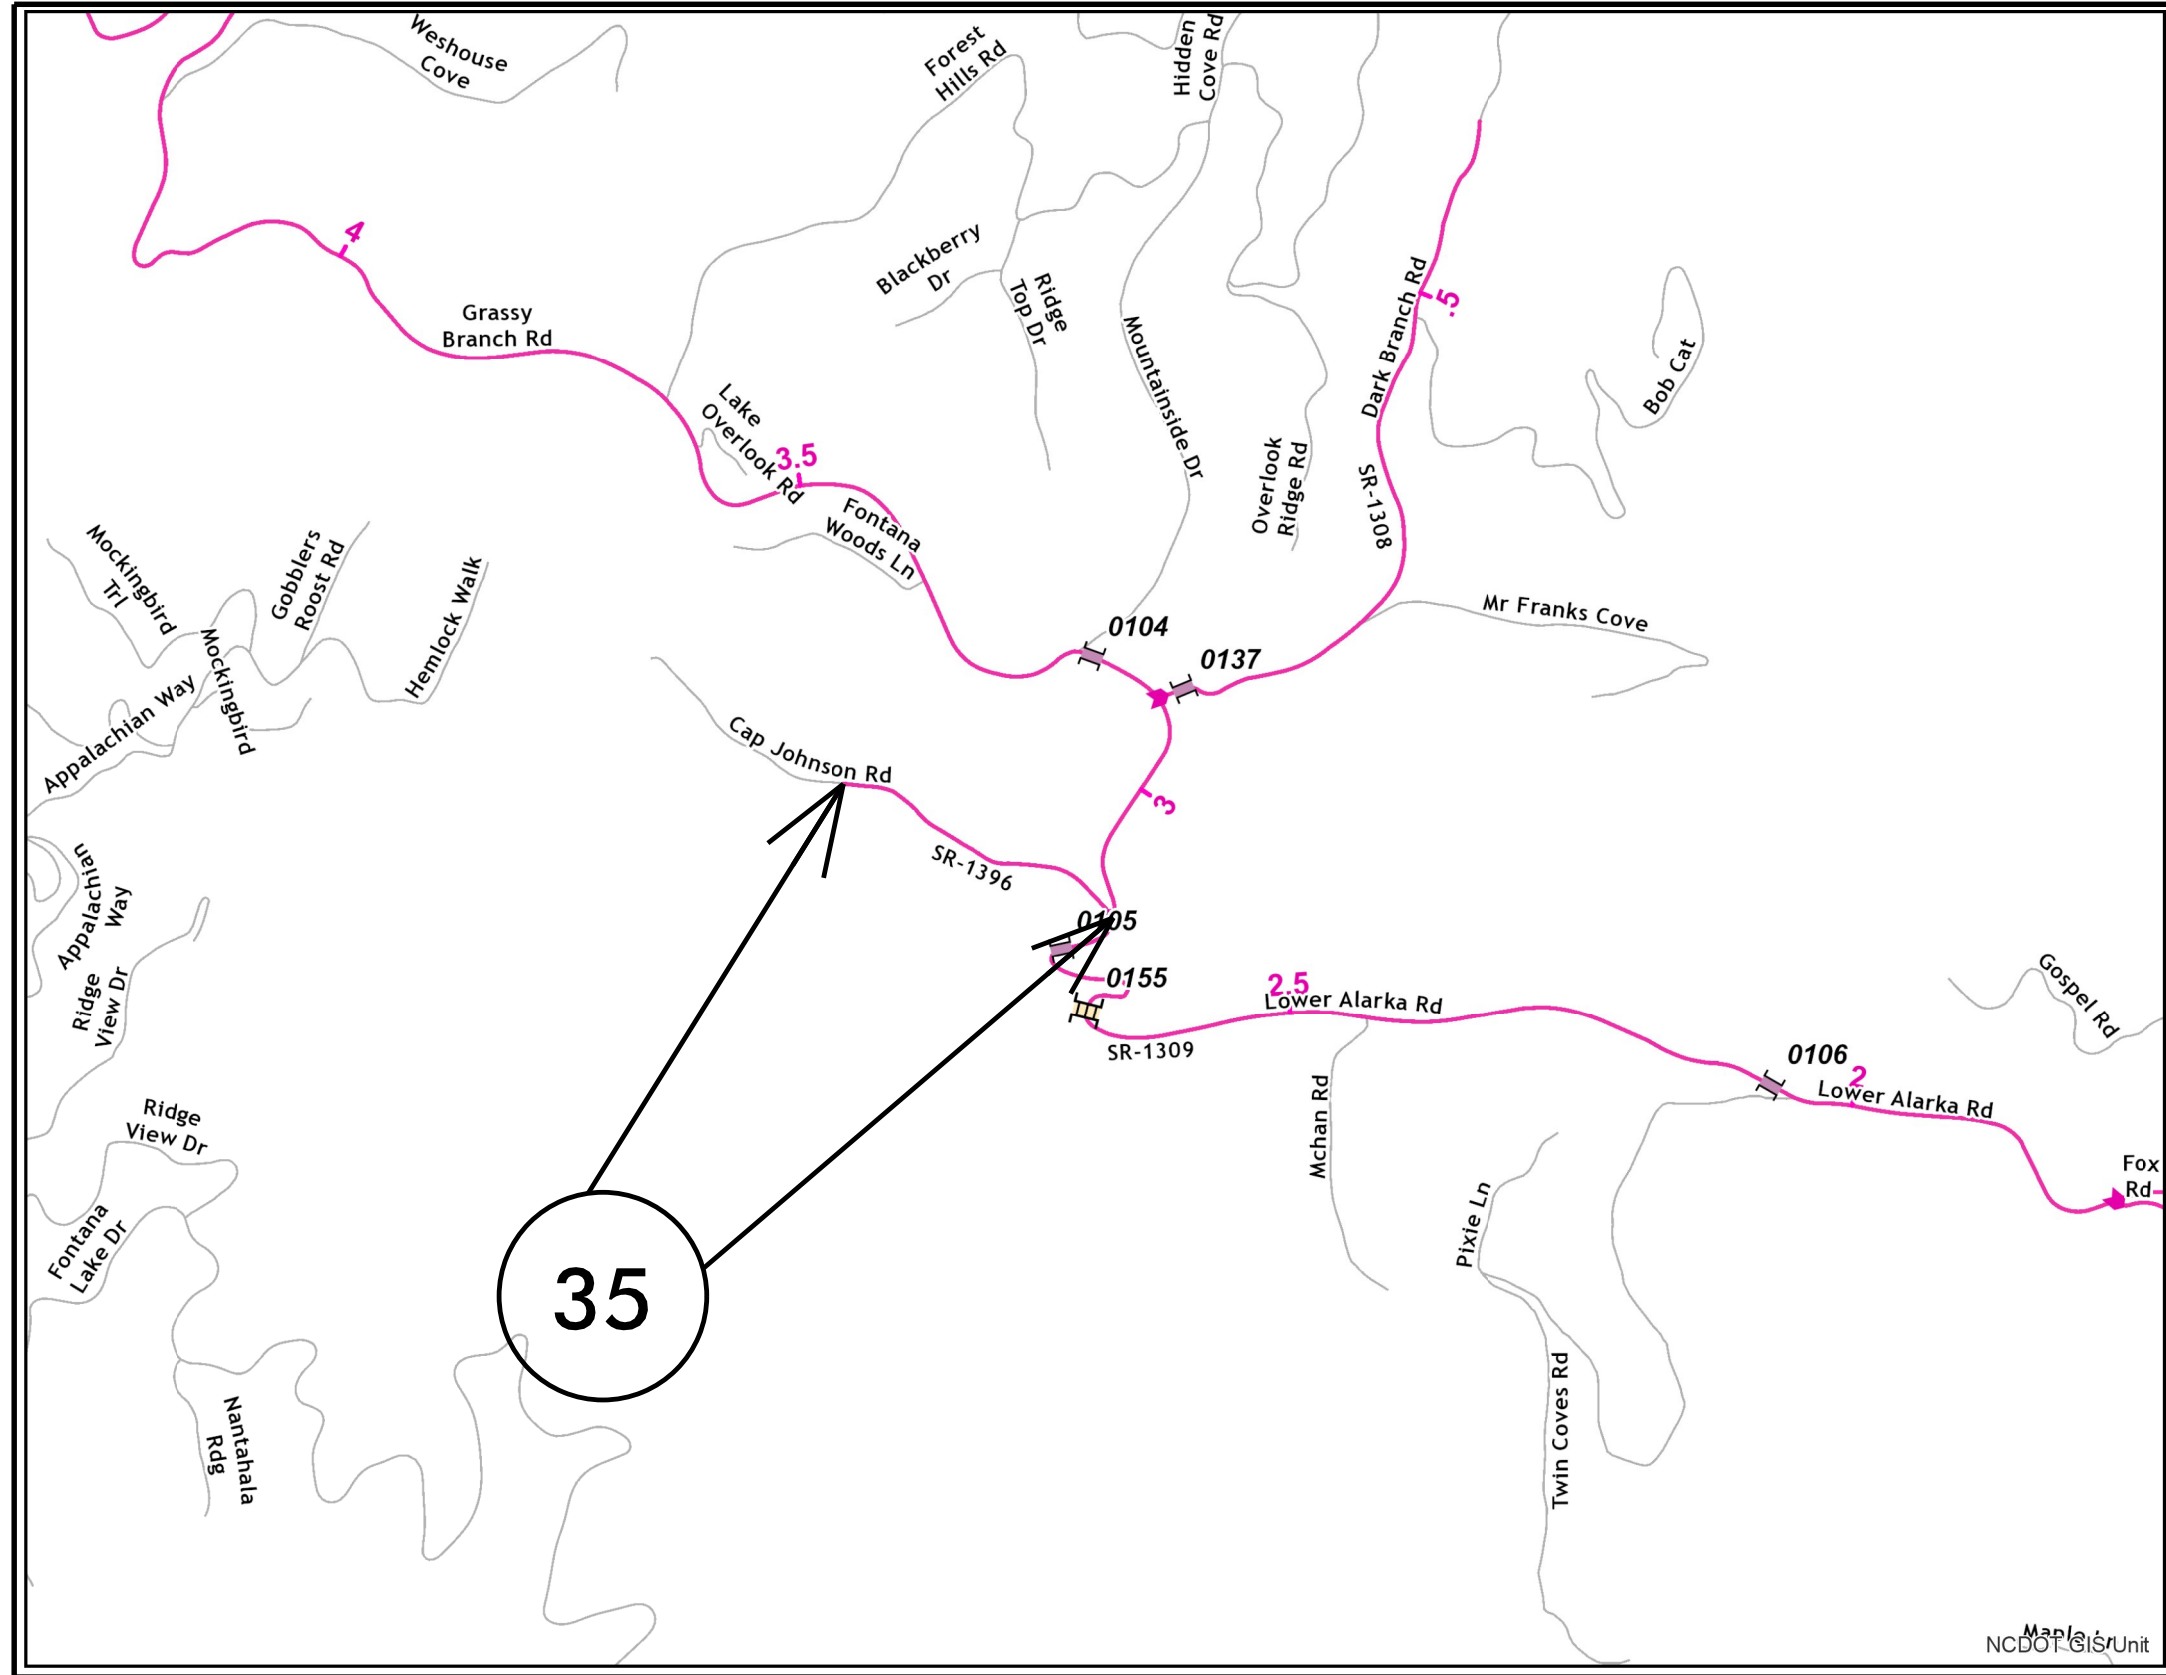 Weshouse
Cove
Forest
Hills Rd
Hidden
Cove Rd
4
Blackberry
Dr
Ridge
Top Dr
Dark Branch Rd
.5
Grassy
Branch Rd
Mountainside Dr
Bob Cat
Lake
Overlook Rd
3.5
Overlook
Ridge Rd
SR-1308
Fontana
Woods Ln
Mockingbird
Trl
Gobblers
Roost Rd
Hemlock Walk
Mr Franks Cove
0104
0137
Mockingbird
Appalachian Way
Cap Johnson Rd
3
SR-1396
Appalachian
Way
0105
Ridge
View Dr
0155
2.5
Lower Alarka Rd
Gospel Rd
SR-1309
0106
2
Lower Alarka Rd
Mchan Rd
Ridge
View Dr
Fox
Rd
Pixie Ln
Fontana
Lake Dr
35
Nantahala
Rdg
Twin Coves Rd
NCDOT GIS Unit